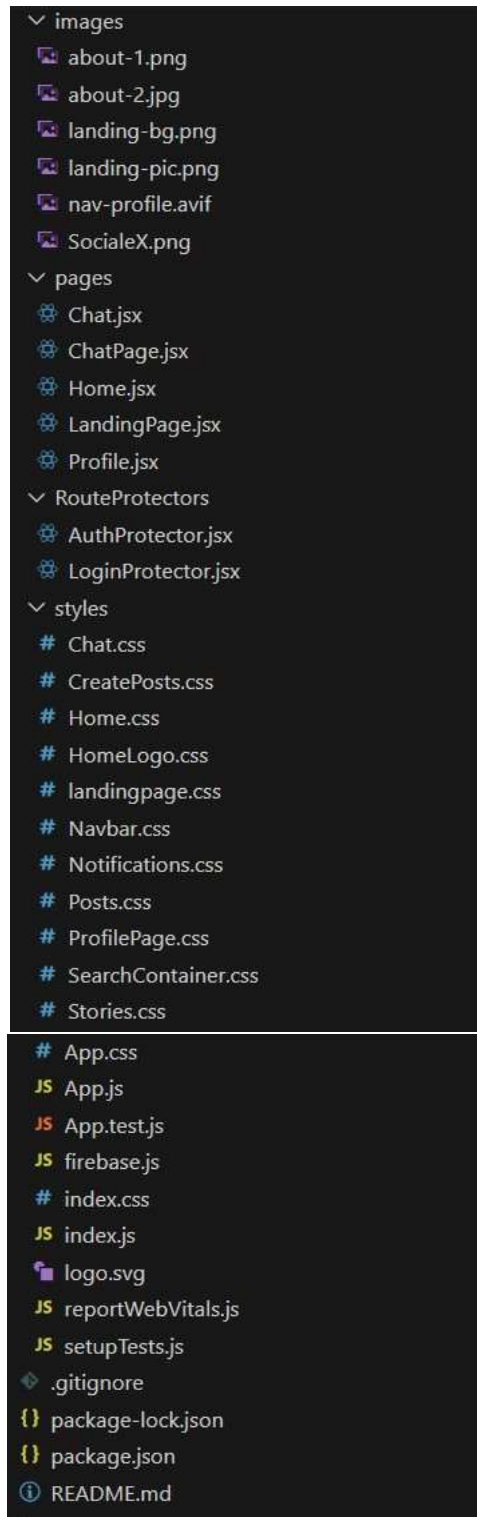 images
about-1.png
about-2.jpg
landing-bg.png
landing-pic.png
nav-profile.avif
SocialeX.png
pages
Chat.jsx
ChatPage.jsx
Home.jsx
LandingPage.jsx
Profile.jsx
RouteProtectors
AuthProtector.jsx
LoginProtector.jsx
styles
# Chat.css
# CreatePosts.css
# Home.css
# HomeLogo.css
# landingpage.css
# Navbar.css
# Notifications.css
# Posts.css
# ProfilePage.css
# SearchContainer.css
# Stories.css
# App.css
JS App.js
JS App.test.js
JS firebase.js
# index.css
JS index.js
logo.svg
JS reportWebVitals.js
JS setupTests.js
.gitignore
{} package-lock.json
{} package.json
README.md